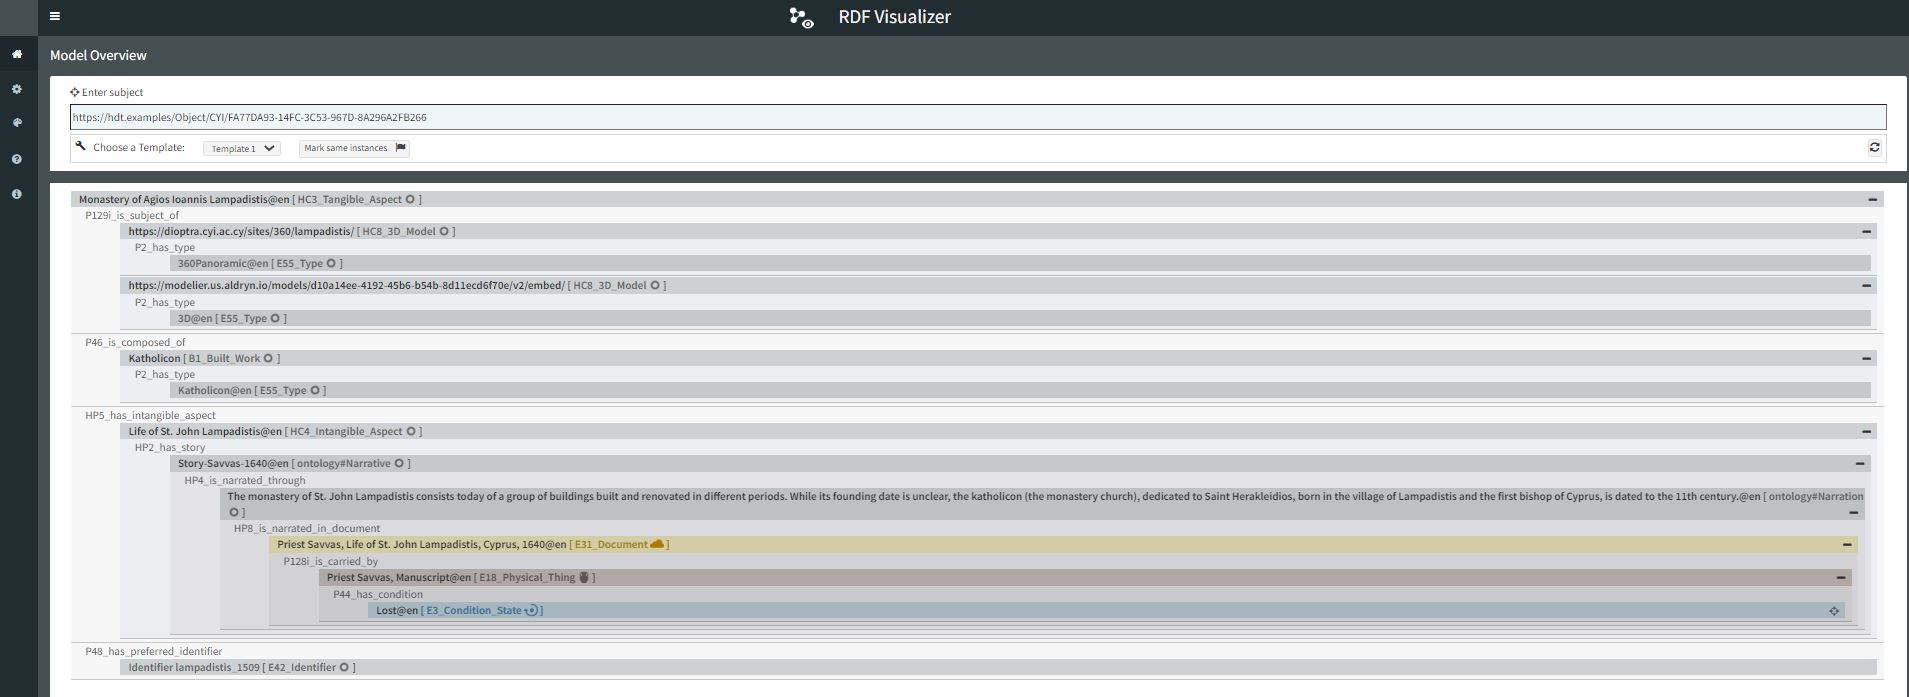 RDF Visualizer
Model Overview
Enter subject
https://hdt.examples/Object/CYI/FA77DA93-14FC-3C53-967D-8A296A2FB266
Choose a Template: Template 1 Mark same instances
Monastery of Agios Ioannis Lampadistis@en [ HC3_Tangible_Aspect ]
P129i_is_subject_of
https://dioptra.cyi.ac.cy/sites/360/lampadistis/ [ HC8_3D_Model ]
P2_has_type
360Panoramic@en [ E55_Type ]
https://modelier.us.aldryn.io/models/d10a14ee-4192-45b6-b54b-8d11ecd6f70e/v2/embed/ [ HC8_3D_Model ]
P2_has_type
3D@en [ E55_Type ]
P46_is_composed_of
Katholicon [ B1_Built_Work ]
P2_has_type
Katholicon@en [ E55_Type ]
HP5_has_intangible_aspect
Life of St. John Lampadistis@en [ HC4_Intangible_Aspect ]
HP2_has_story
Story-Savvas-1640@en [ ontology#Narrative ]
HP4_is_narrated_through
The monastery of St. John Lampadistis consists today of a group of buildings built and renovated in different periods. While its founding date is unclear, the katholicon (the monastery church), dedicated to Saint Herakleidios, born in the village of Lampadistis and the first bishop of Cyprus, is dated to the 11th century.@en [ ontology#Narration
]
HP8_is_narrated_in_document
Priest Savvas, Life of St. John Lampadistis, Cyprus, 1640@en [ E31_Document ]
P128i_is_carried_by
Priest Savvas, Manuscript@en [ E18_Physical_Thing ]
P44_has_condition
Lost@en [ E3_Condition_State ]
P48_has_preferred_identifier
Identifier lampadistis_1509 [ E42_Identifier ]